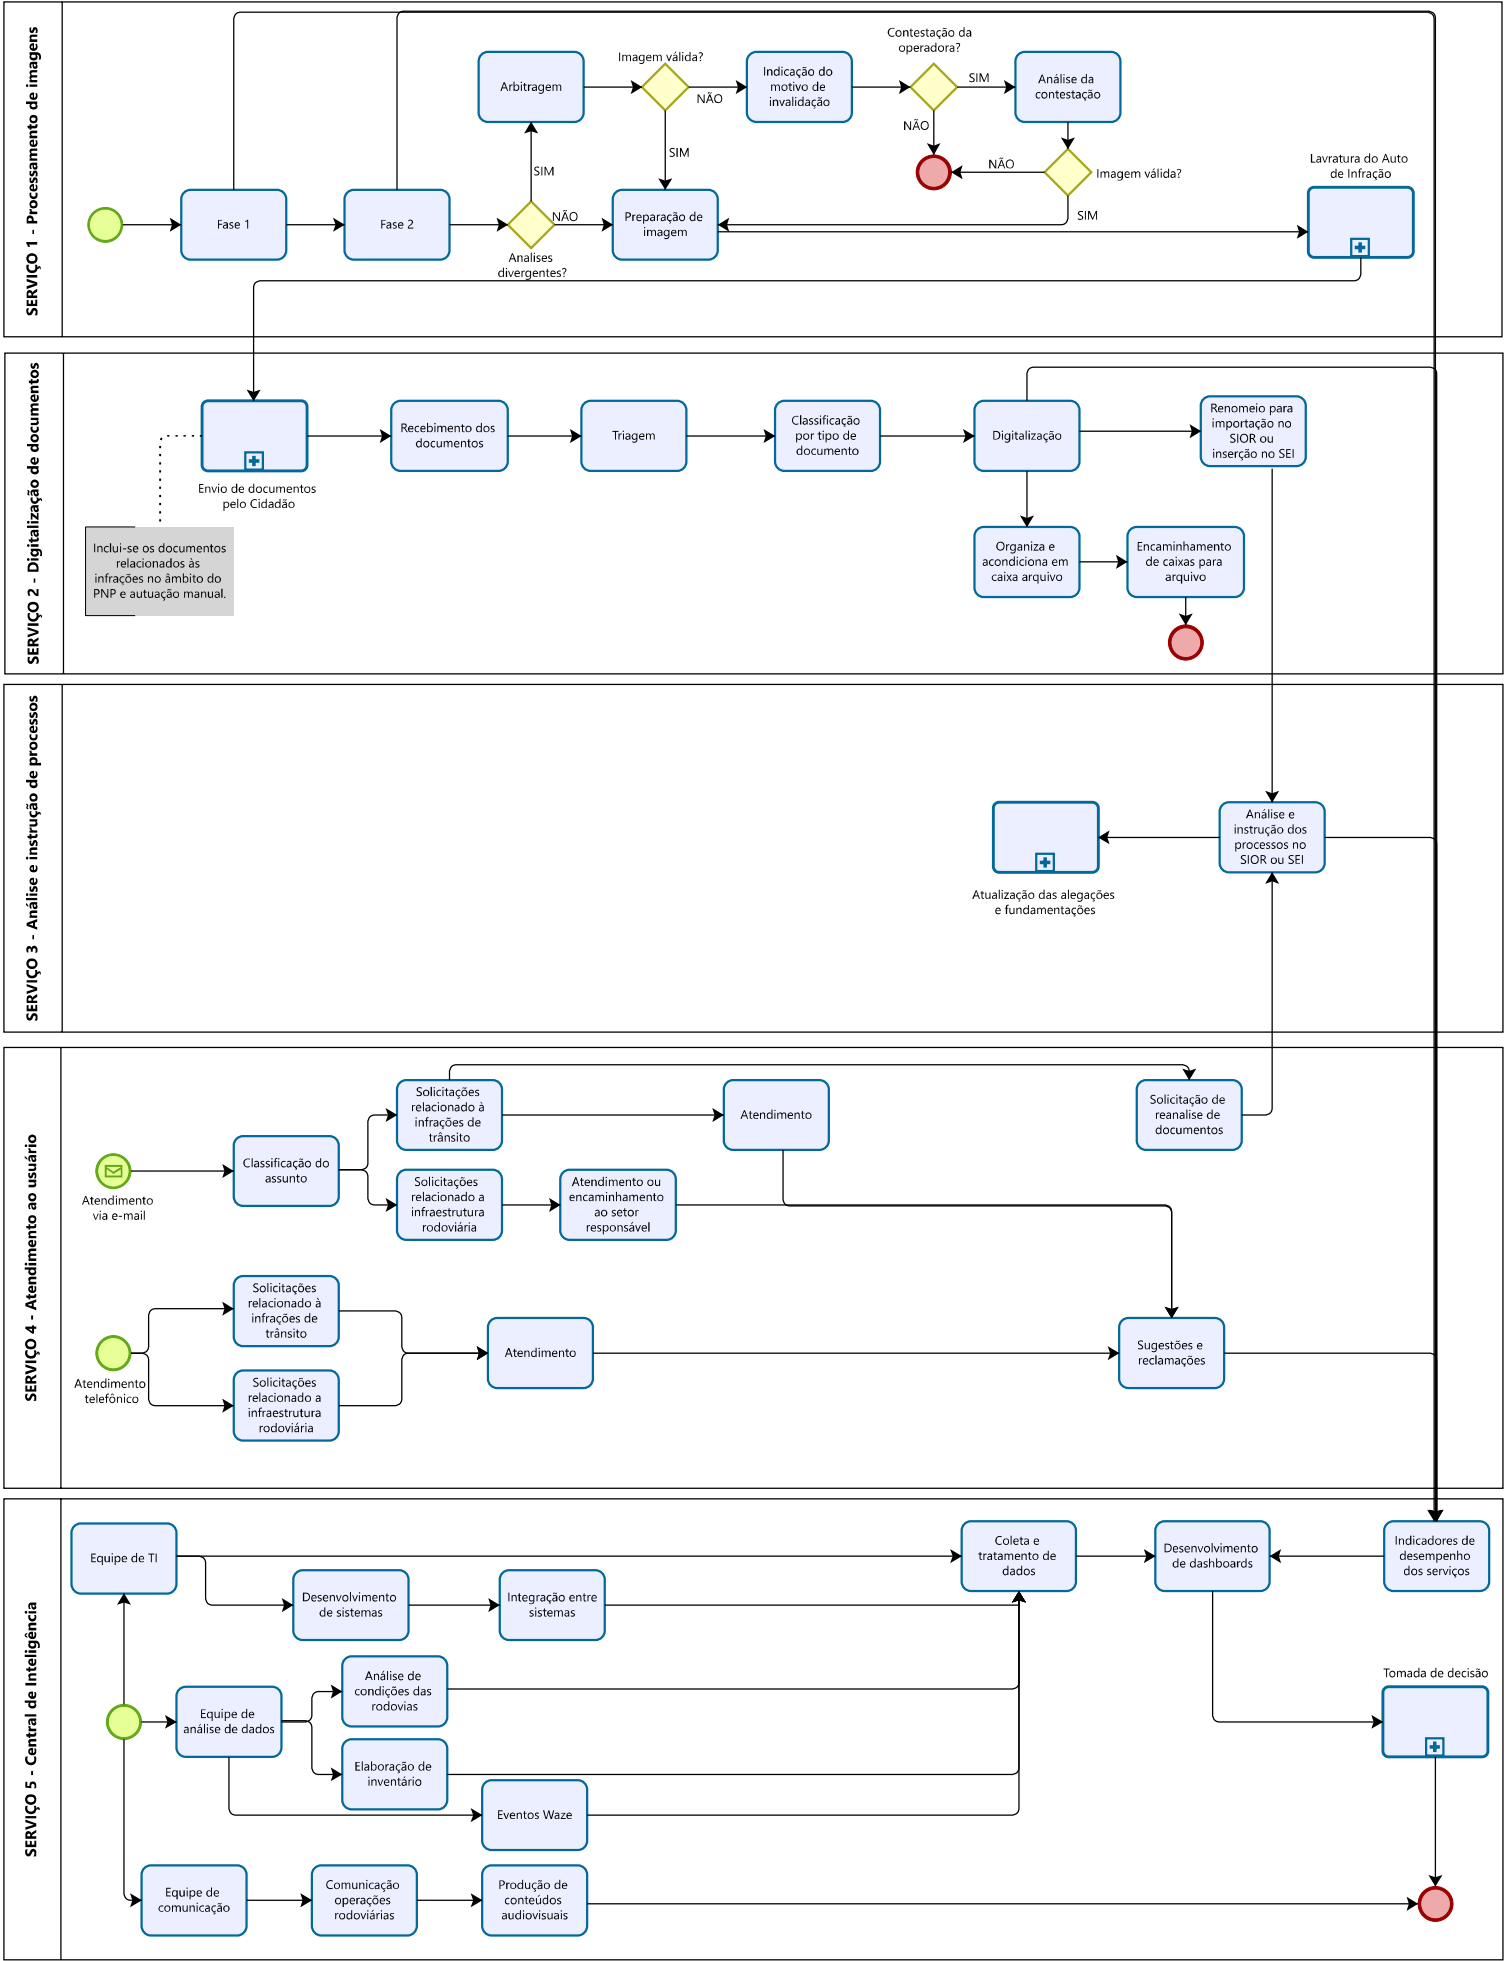 SERVIÇO 1 - Processamento de imagens
Contestação da
operadora?
Imagem válida?
Arbitragem
NÃO
Indicação do
motivo de
invalidação
SIM
Análise da
contestação
NÃO
SIM
SIM
NÃO
Imagem válida?
Lavratura do Auto
de Infração
Fase 1
Fase 2
NÃO
Analises
divergentes?
Preparação de
imagem
SIM
SERVIÇO 2 - Digitalização de documentos
Envio de documentos
pelo Cidadão
Recebimento dos
documentos
Triagem
Classificação
por tipo de
documento
Digitalização
Renomeio para
importação no
SIOR ou
inserção no SEI
Inclui-se os documentos
relacionados às
infrações no âmbito do
PNP e autuação manual.
Organiza e
acondiciona em
caixa arquivo
Encaminhamento
de caixas para
arquivo
SERVIÇO 3 - Análise e instrução de processos
Análise e
instrução dos
processos no
SIOR ou SEI
Atualização das alegações
e fundamentações
SERVIÇO 4 - Atendimento ao usuário
Atendimento
via e-mail
Classificação do
assunto
Solicitações
relacionado à
infrações de
trânsito
Atendimento
Solicitação de
reanalise de
documentos
Solicitações
relacionado a
infraestrutura
rodoviária
Atendimento ou
encaminhamento
ao setor
responsável
Atendimento
telefônico
Solicitações
relacionado à
infrações de
trânsito
Solicitações
relacionado a
infraestrutura
rodoviária
Atendimento
Sugestões e
reclamações
SERVIÇO 5 - Central de Inteligência
Equipe de TI
Coleta e
tratamento de
dados
Desenvolvimento
de dashboards
Indicadores de
desempenho
dos serviços
Desenvolvimento
de sistemas
Integração entre
sistemas
Tomada de decisão
Equipe de
análise de dados
Análise de
condições das
rodovias
Elaboração de
inventário
Eventos Waze
Equipe de
comunicação
Comunicação
operações
rodoviárias
Produção de
conteúdos
audiovisuais